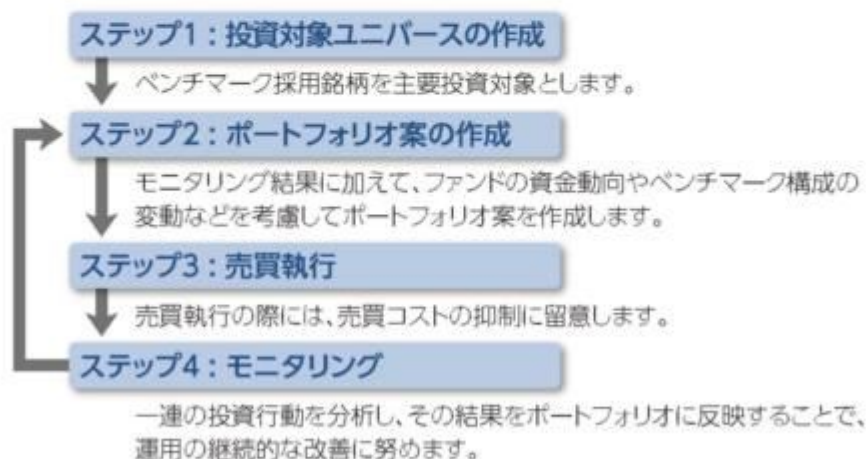 ステップ1：投資対象ユニバースの作成
ベンチマーク採用銘柄を主要投資対象とします。
ステップ2：ポートフォリオ案の作成
モニタリング結果に加えて、ファンドの資金動向やベンチマーク構成の
変動などを考慮してポートフォリオ案を作成します。
ステップ3：売買執行
売買執行の際には、売買コストの抑制に留意します。
ステップ4：モニタリング
一連の投資行動を分析し、その結果をポートフォリオに反映することで、
運用の継続的な改善に努めます。